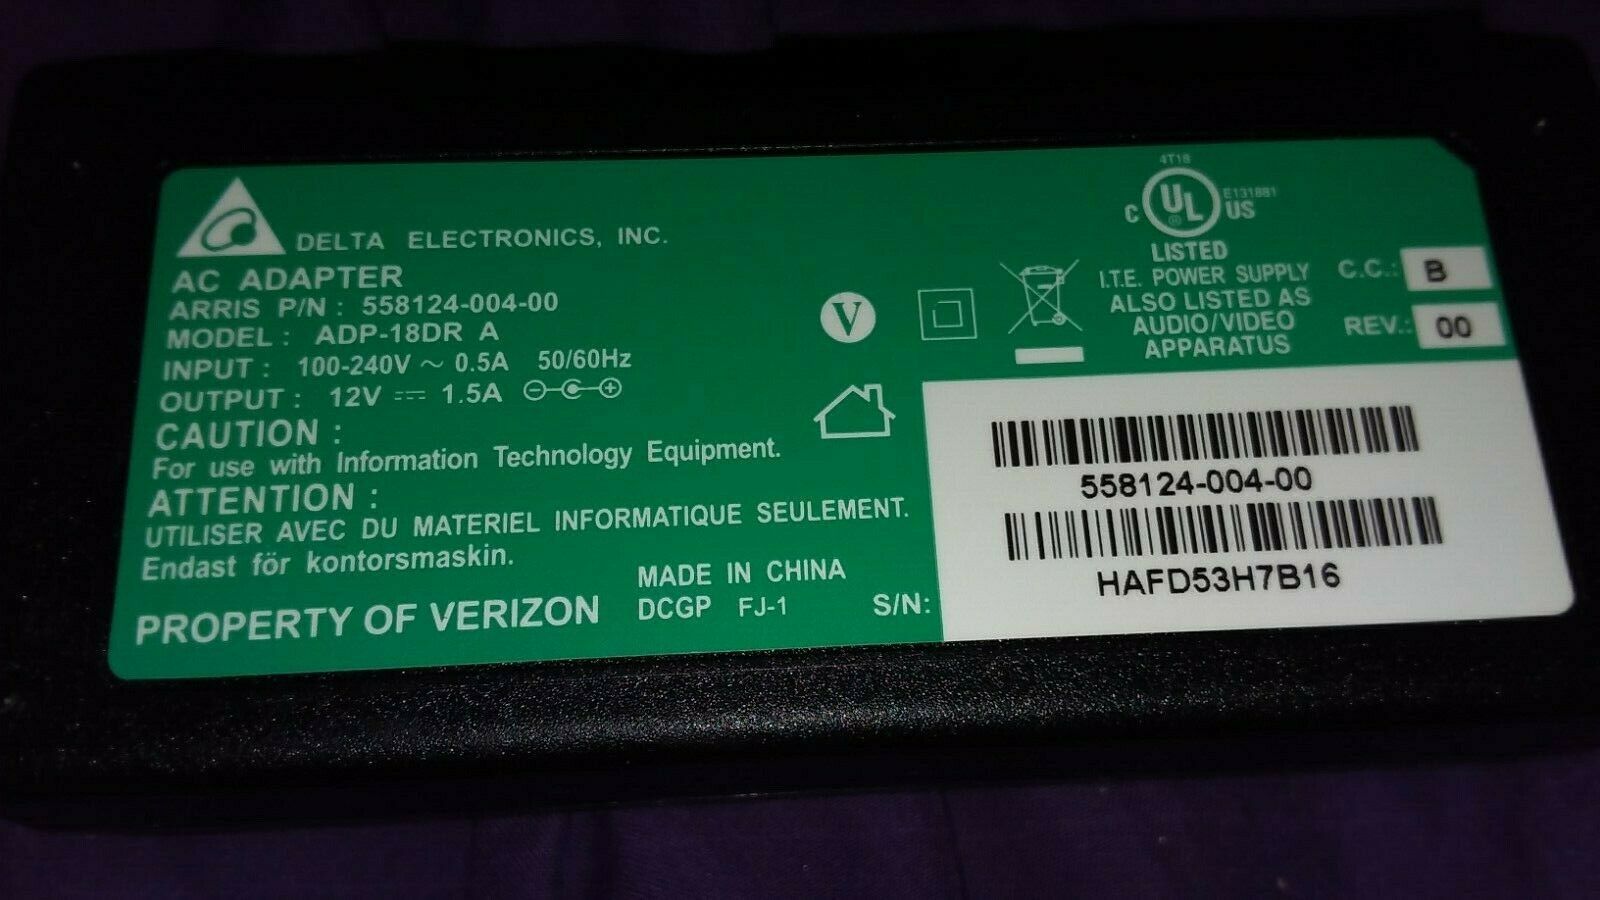 DELTA ELECTRONICS, INC.
AC ADAPTER
ARRIS P/N : 558124-004-00
MODEL : ADP-18DR A
INPUT : 100-240V ~ 0.5A 50/60Hz
OUTPUT : 12V ⎓ 1.5A
CAUTION :
For use with Information Technology Equipment.
ATTENTION :
UTILISER AVEC DU MATERIEL INFORMATIQUE SEULEMENT.
Endast för kontorsmaskin.
PROPERTY OF VERIZON
MADE IN CHINA
DCGP FJ-1
S/N:
V
4T18
C UL US
®
E131881
LISTED
I.T.E. POWER SUPPLY
ALSO LISTED AS
AUDIO/VIDEO
APPARATUS
C.C.: B
REV.: 00
558124-004-00
HAFD53H7B16